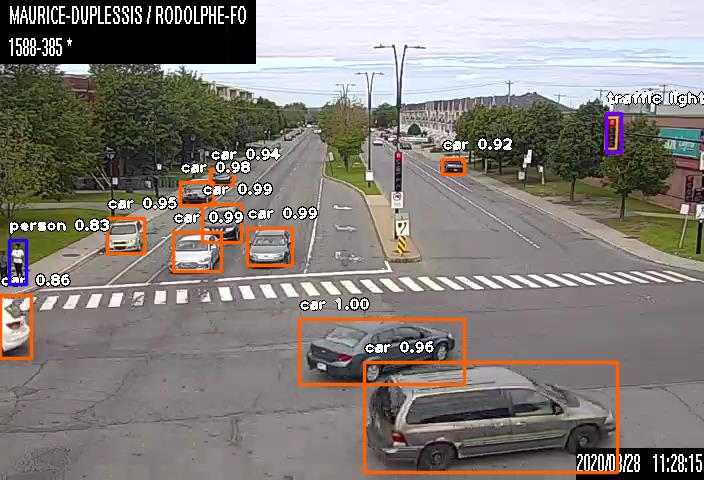 MAURICE-DUPLESSIS / RODOLPHE-FO
1588-385 *
traffic light
car 0.94
car 0.92
car 0.98
car 0.99
car 0.95
car 0.99
car 0.99
person 0.83
car 0.86
car 1.00
car 0.96
2020/08/28 11:28:15